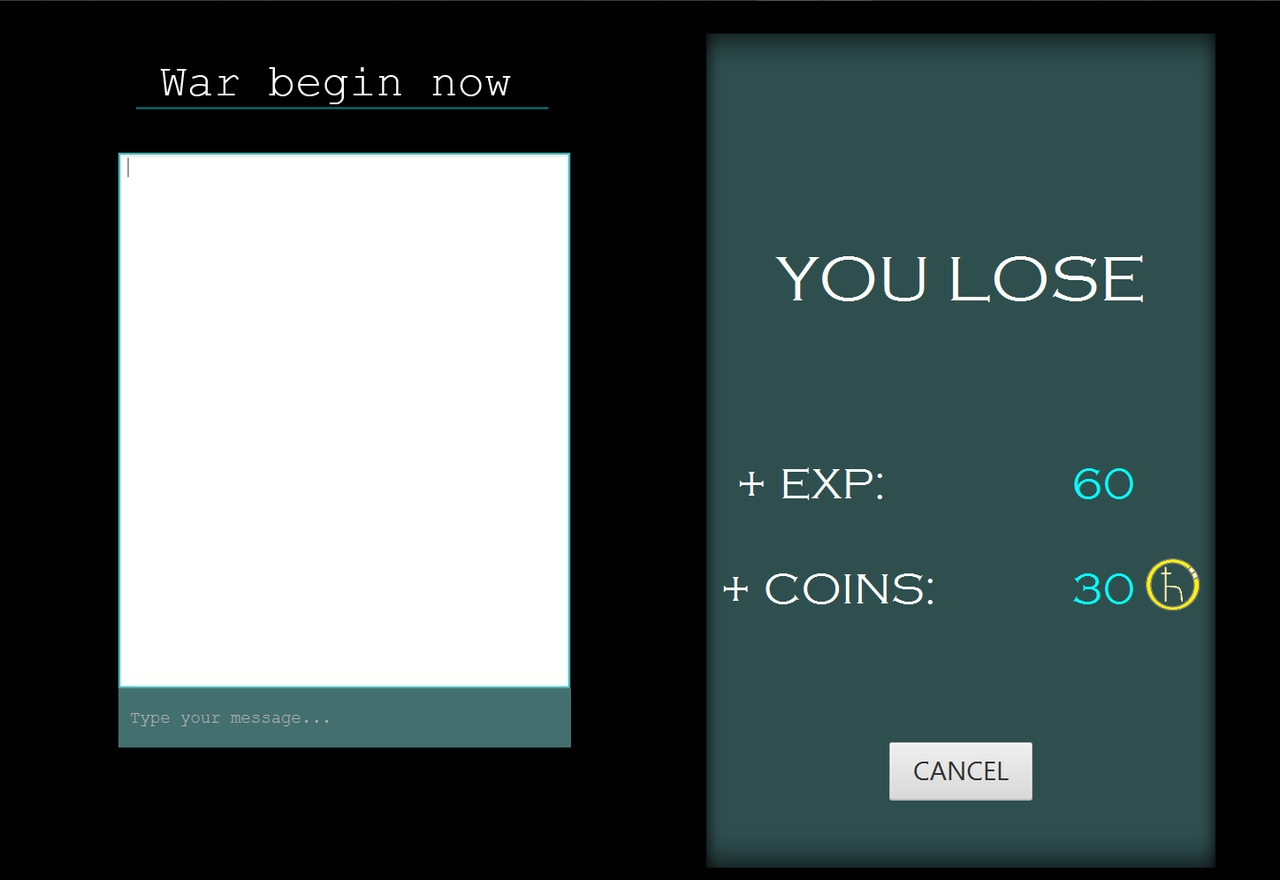 War begin now
Type your message...
YOU LOSE
+ EXP: 60
+ COINS: 30
CANCEL